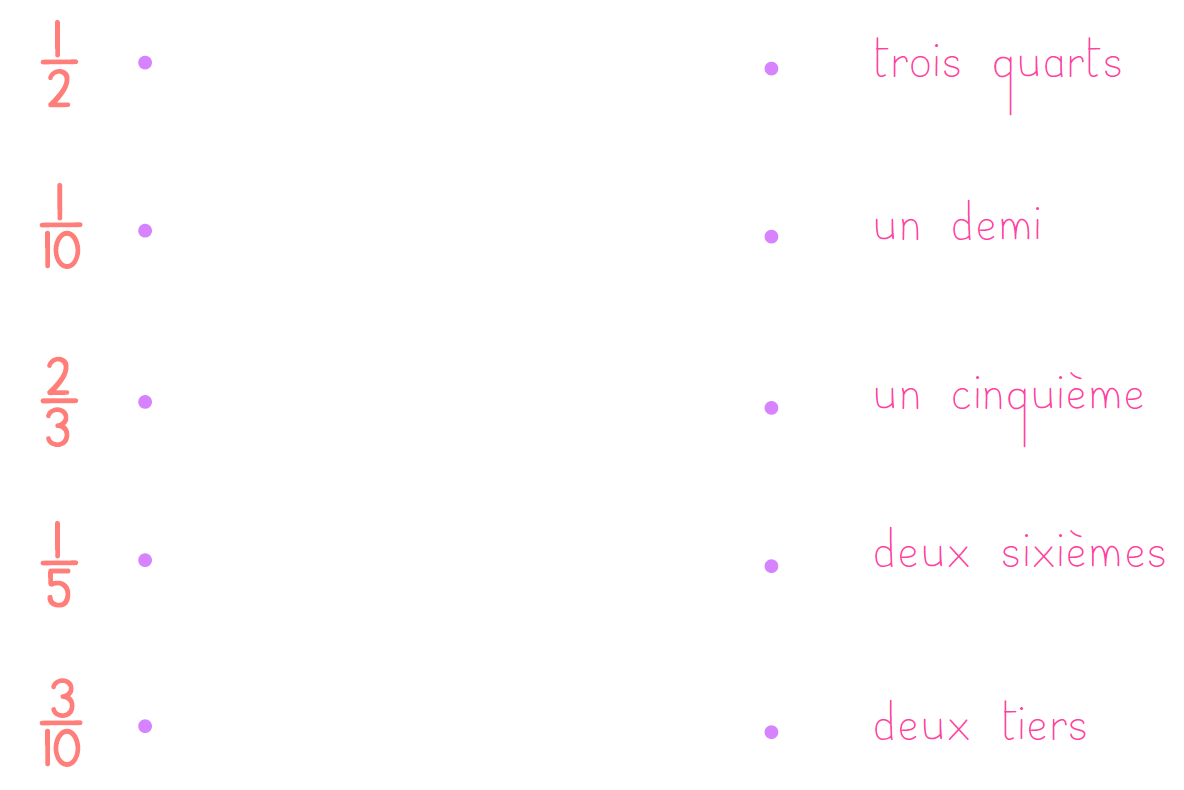 1/2 trois quarts
1/10 un demi
2/3 un cinquième
1/5 deux sixièmes
3/10 deux tiers